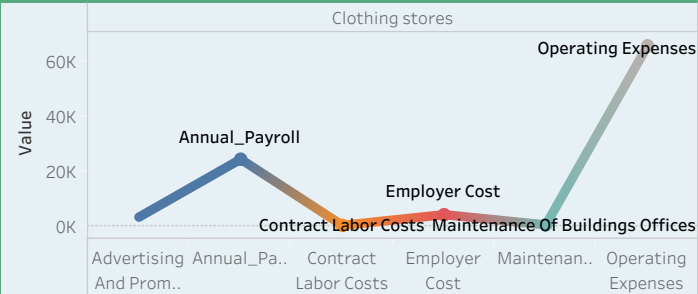 Clothing stores
Value
60K
40K
20K
0K
Operating Expenses
Annual_Payroll
Employer Cost
Contract Labor Costs
Maintenance Of Buildings Offices
Advertising And Prom..
Annual_Pa..
Contract Labor Costs
Employer Cost
Maintenan..
Operating Expenses